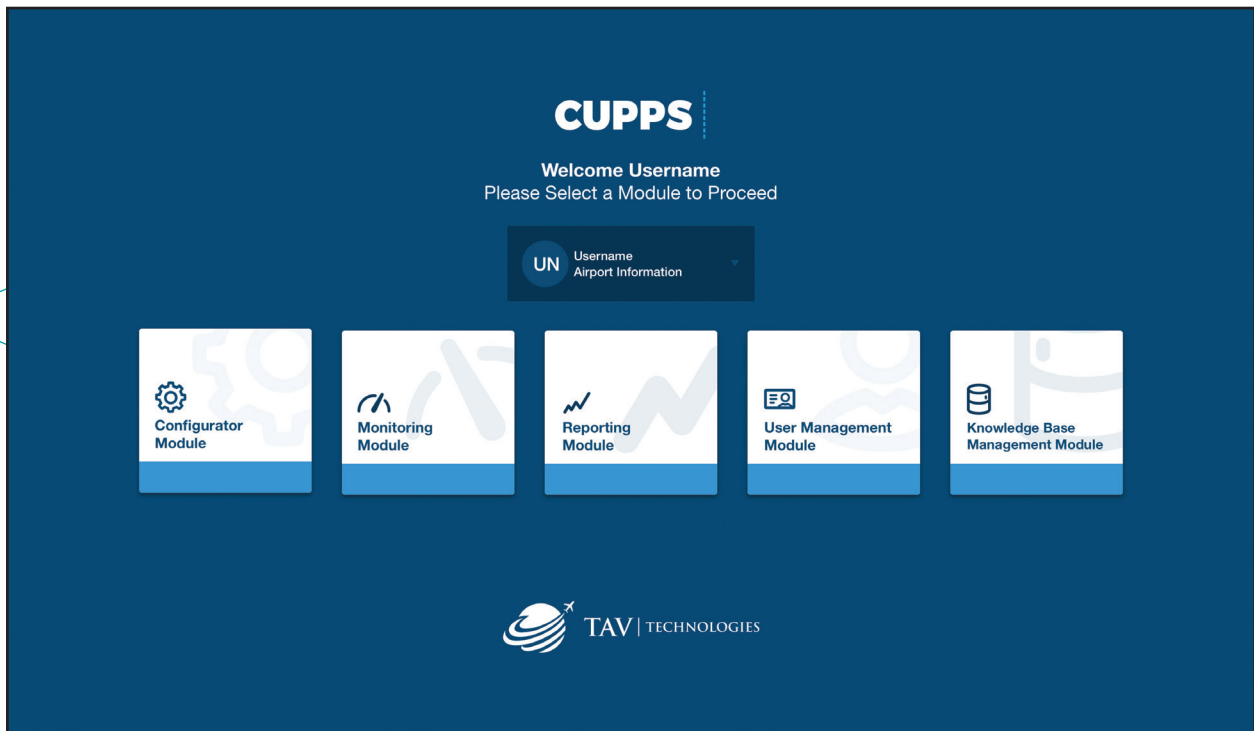 CUPPS
Welcome Username
Please Select a Module to Proceed
UN
Username
Airport Information
Configurator
Module
Monitoring
Module
Reporting
Module
User Management
Module
Knowledge Base
Management Module
TAV | TECHNOLOGIES